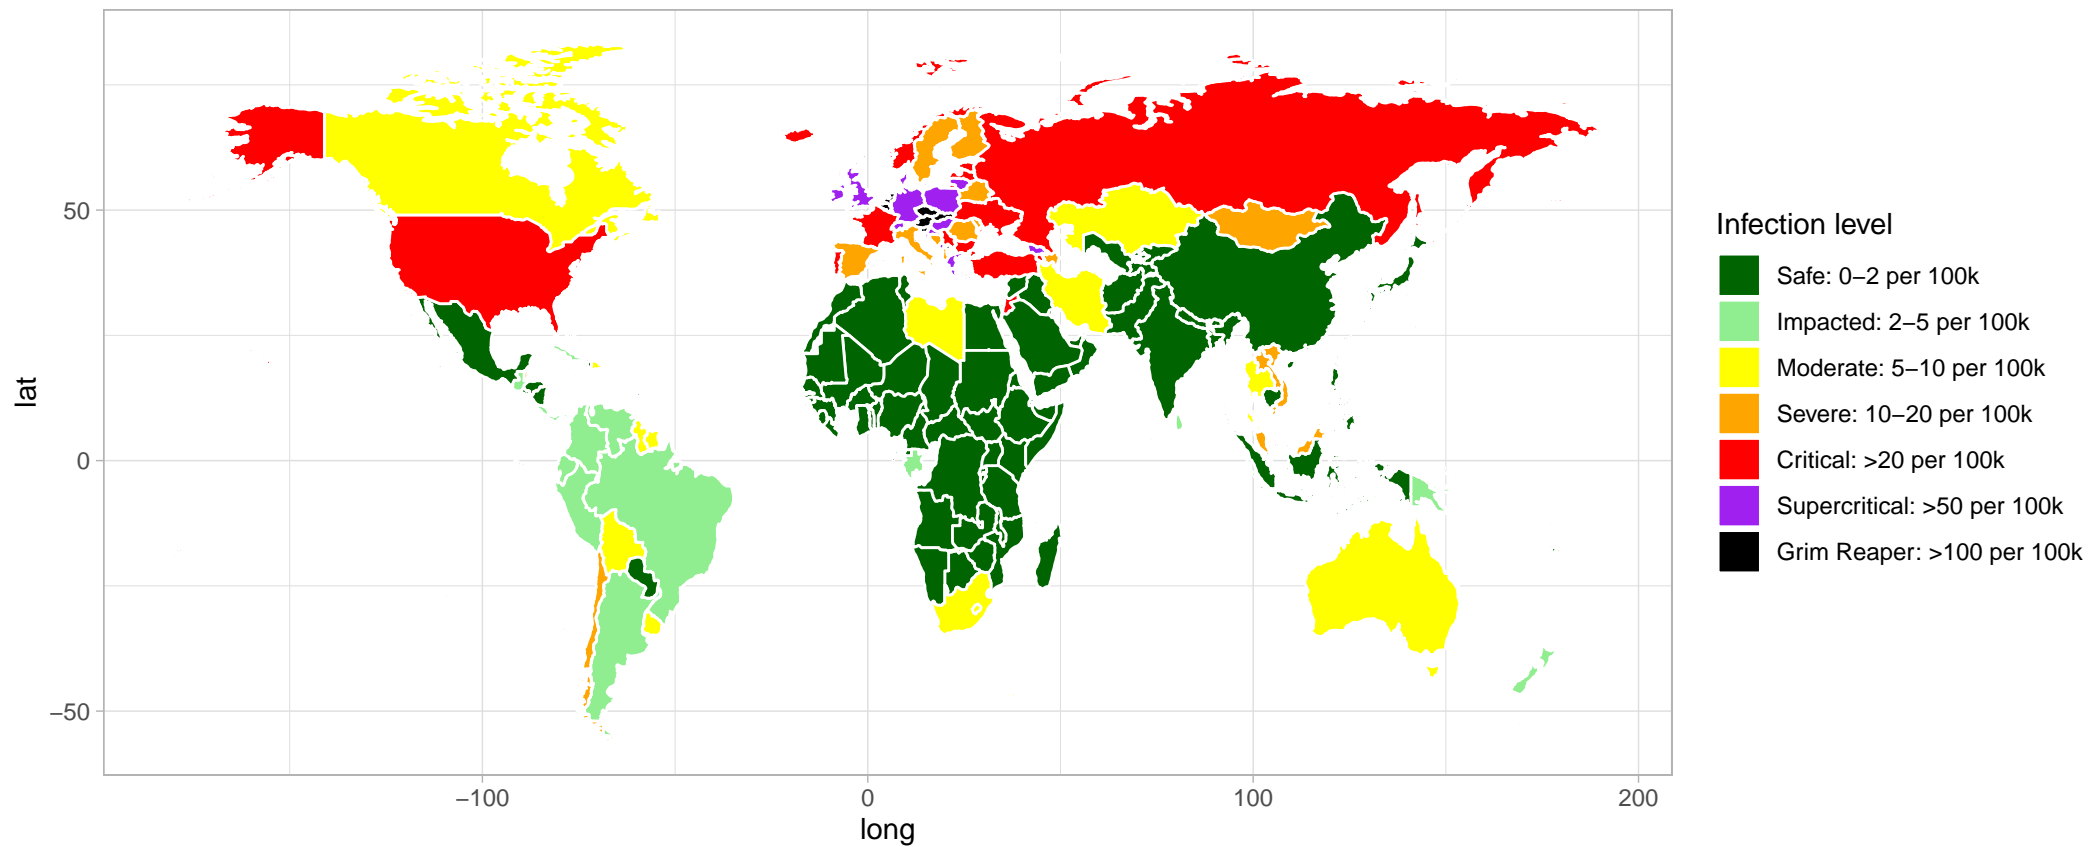 Infection level
Safe: 0–2 per 100k
Impacted: 2–5 per 100k
Moderate: 5–10 per 100k
Severe: 10–20 per 100k
Critical: >20 per 100k
Supercritical: >50 per 100k
Grim Reaper: >100 per 100k
50
0
−50
lat
−100
0
100
200
long